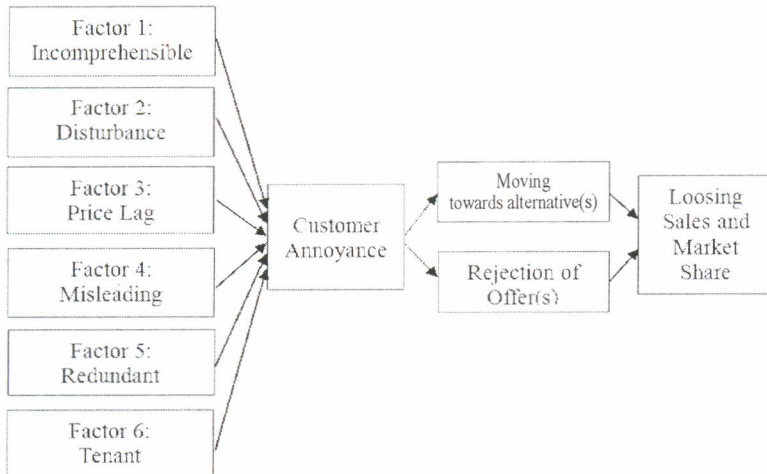 Factor 1:
Incomprehensible
Factor 2:
Disturbance
Factor 3:
Price Lag
Factor 4:
Misleading
Factor 5:
Redundant
Factor 6:
Tenant
Customer
Annoyance
Moving
towards alternative(s)
Rejection of
Offer(s)
Loosing
Sales and
Market
Share